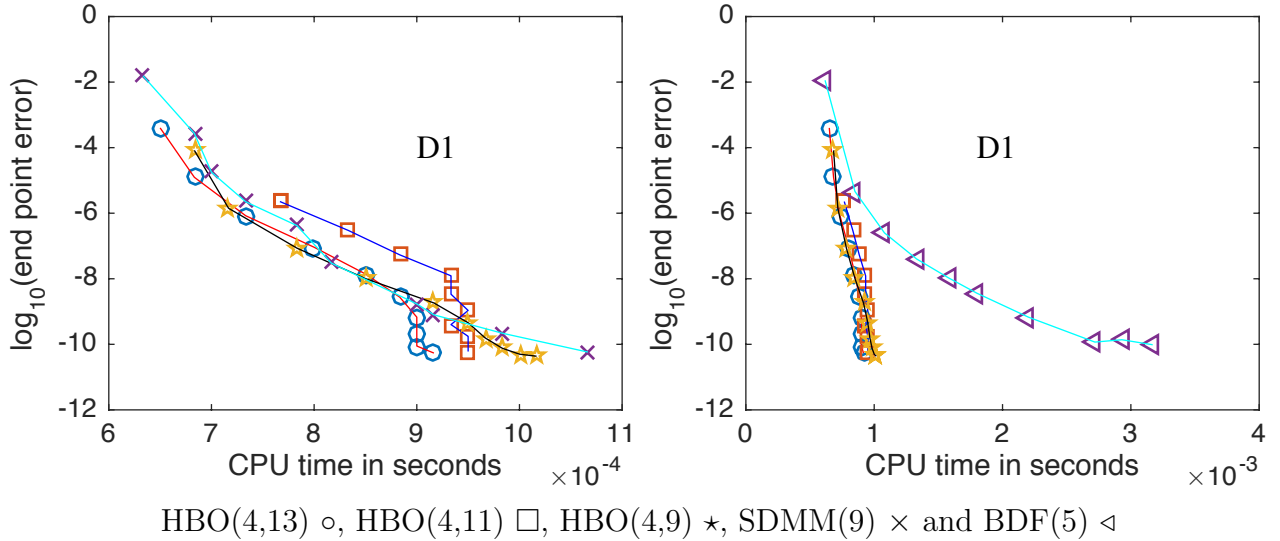 0
-2
-4
-6
-8
-10
-12
log₁₀(end point error)
D1
6 7 8 9 10 11
CPU time in seconds
×10⁻⁴
0
-2
-4
-6
-8
-10
-12
log₁₀(end point error)
D1
0 1 2 3 4
CPU time in seconds
×10⁻³
HBO(4,13) ○, HBO(4,11) □, HBO(4,9) ⋆, SDMM(9) × and BDF(5) ◃